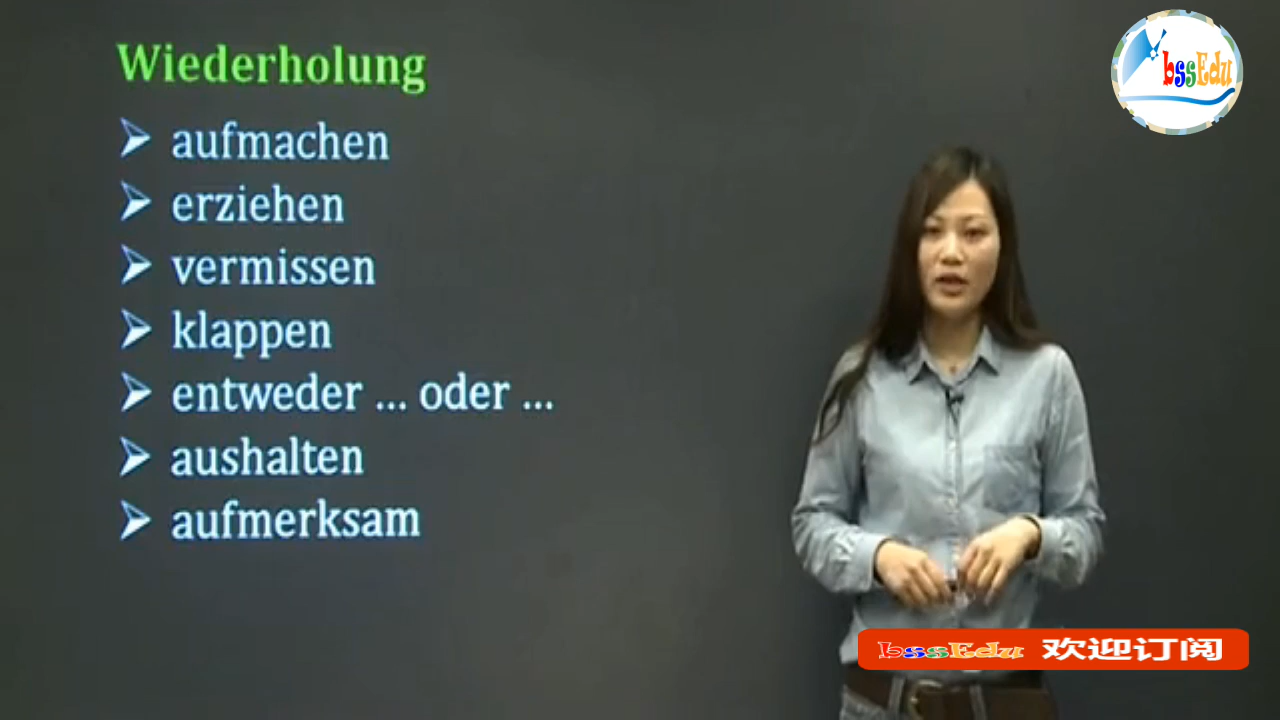 Wiederholung
aufmachen
erziehen
vermissen
klappen
entweder ... oder ...
aushalten
aufmerksam
bssEdu
bssEdu 欢迎订阅